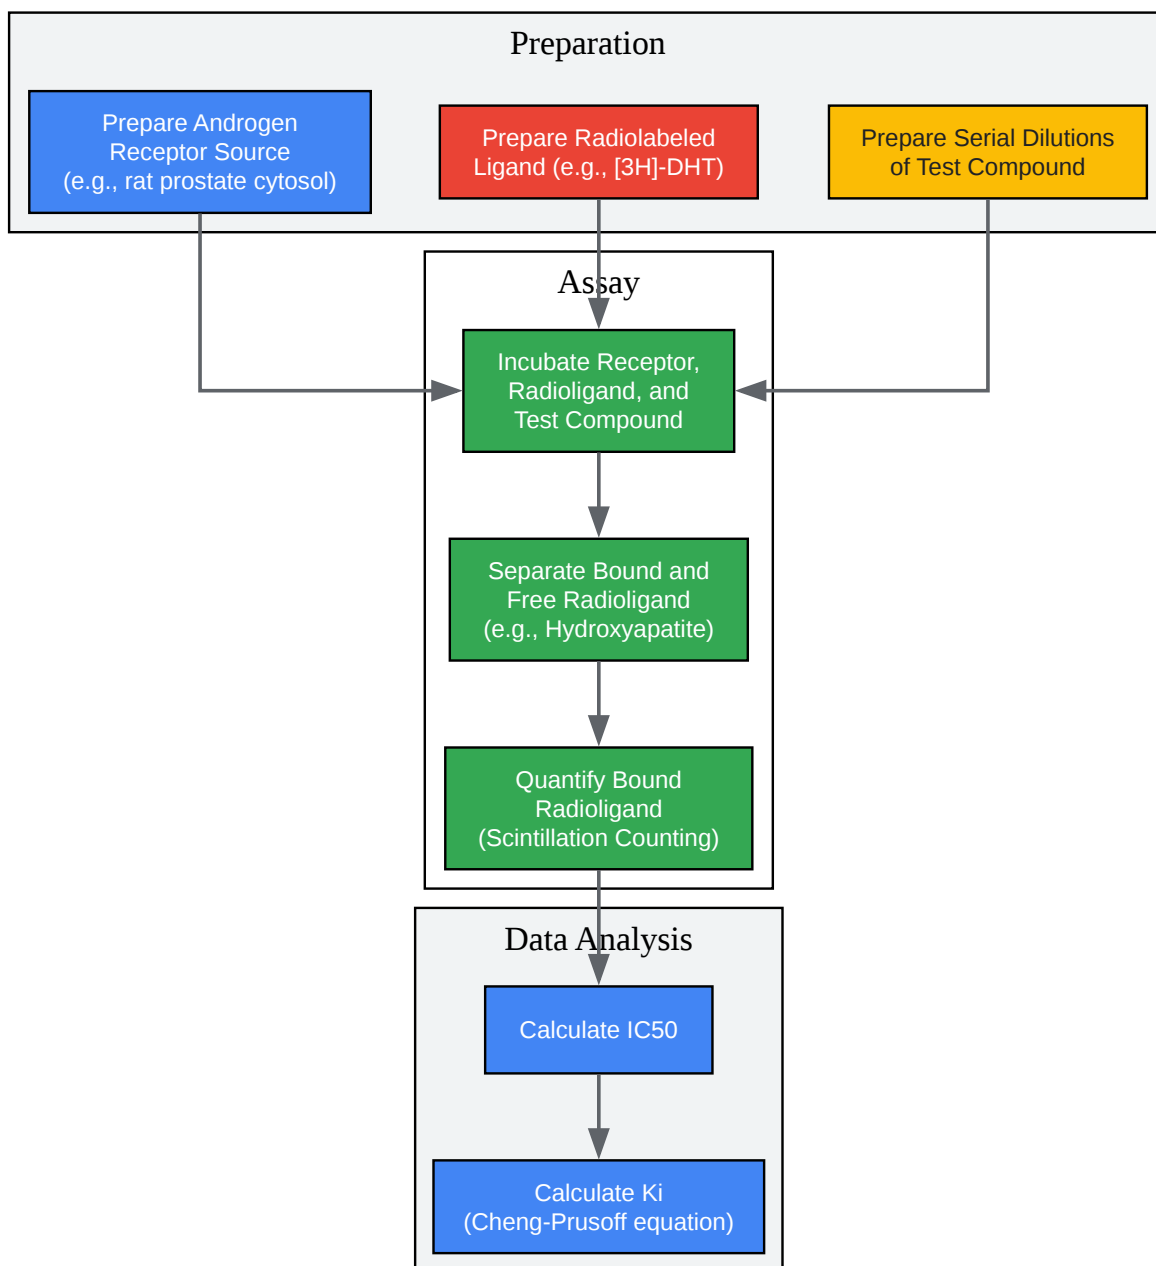 Preparation
Prepare Androgen
Receptor Source
(e.g., rat prostate cytosol)
Prepare Radiolabeled
Ligand (e.g., [3H]-DHT)
Prepare Serial Dilutions
of Test Compound
Assay
Incubate Receptor,
Radioligand, and
Test Compound
Separate Bound and
Free Radioligand
(e.g., Hydroxyapatite)
Quantify Bound
Radioligand
(Scintillation Counting)
Data Analysis
Calculate IC50
Calculate Ki
(Cheng-Prusoff equation)